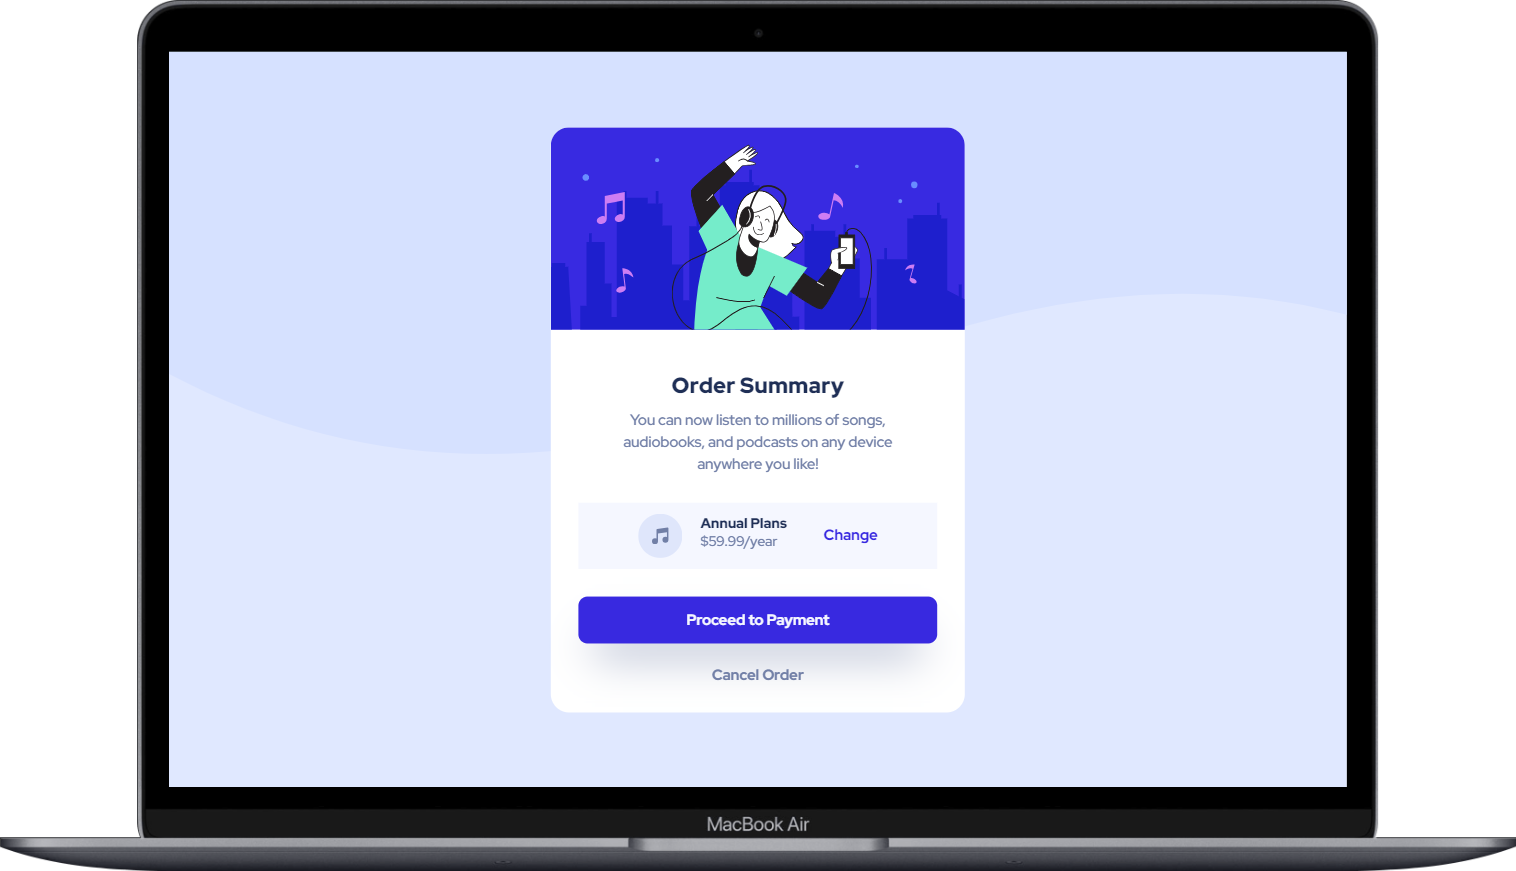 Order Summary
You can now listen to millions of songs,
audiobooks, and podcasts on any device
anywhere you like!
Annual Plans
$59.99/year
Change
Proceed to Payment
Cancel Order
MacBook Air